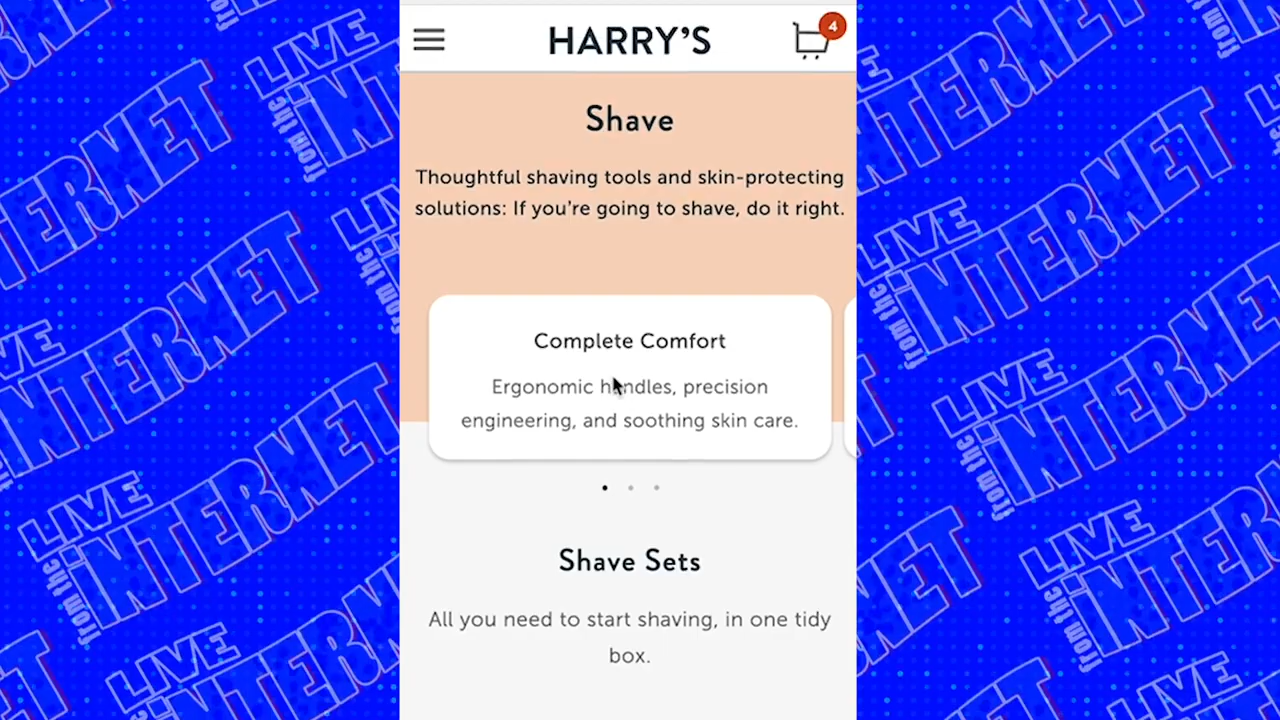 HARRY'S
4
Shave
Thoughtful shaving tools and skin-protecting
solutions: If you're going to shave, do it right.
Complete Comfort
Ergonomic handles, precision
engineering, and soothing skin care.
Shave Sets
All you need to start shaving, in one tidy
box.
LIVE
from the
INTERNET